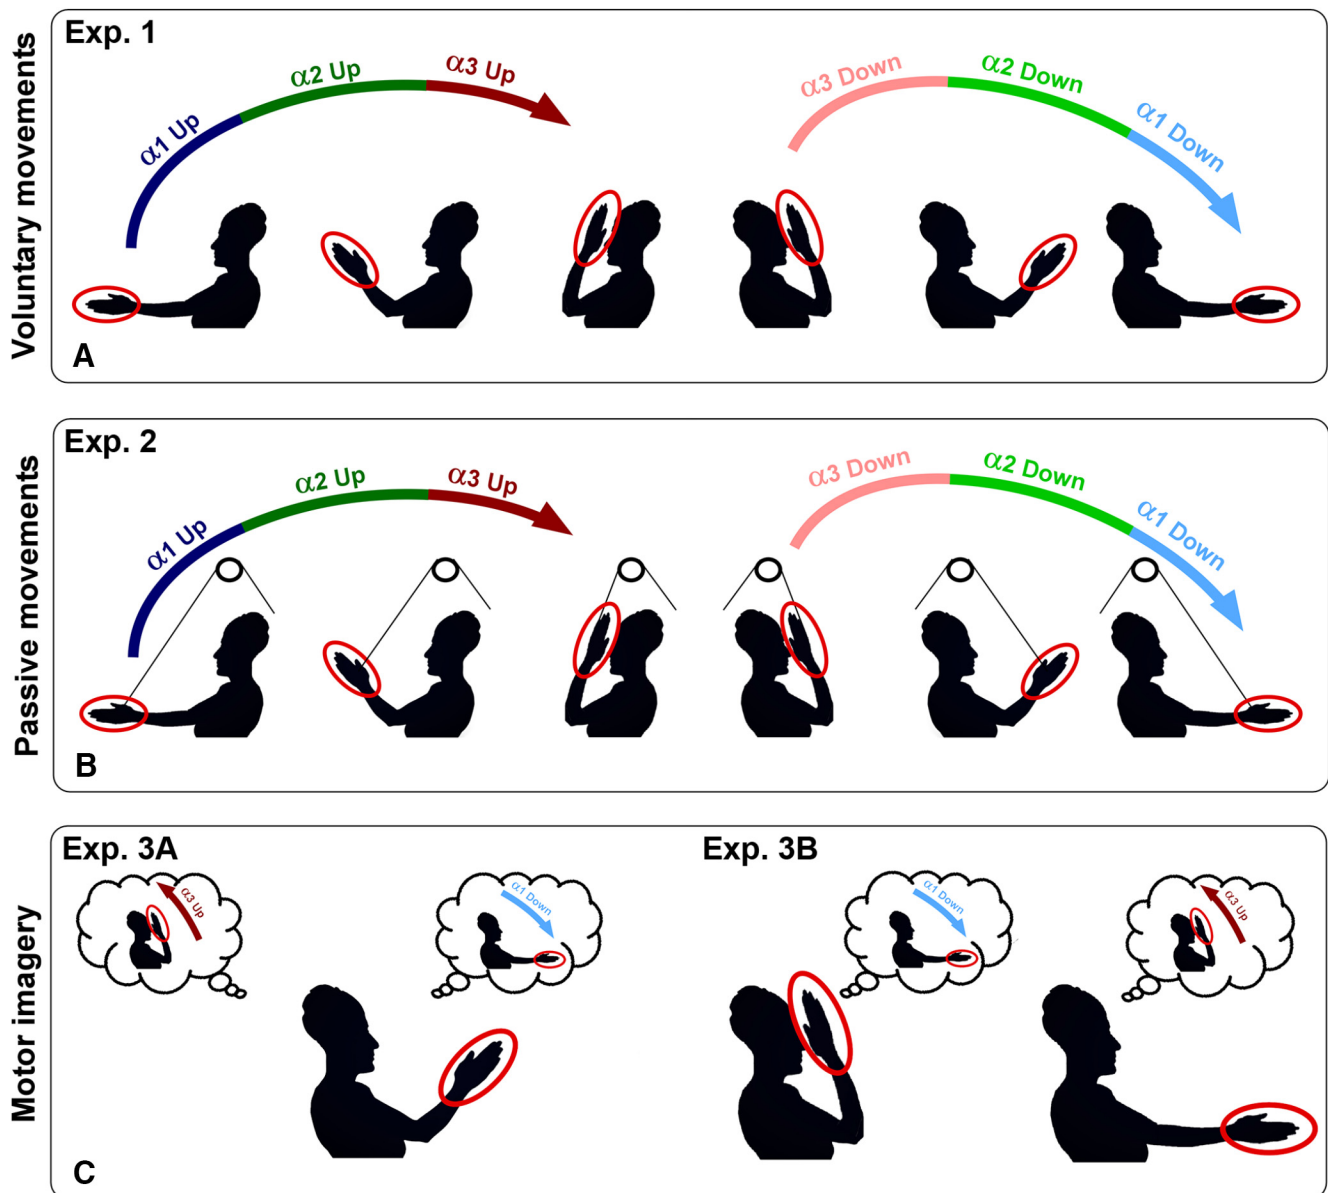 Exp. 1
Voluntary movements
α1 Up
α2 Up
α3 Up
α3 Down
α2 Down
α1 Down
A
Exp. 2
Passive movements
α1 Up
α2 Up
α3 Up
α3 Down
α2 Down
α1 Down
B
Exp. 3A
Exp. 3B
Motor imagery
α3 Up
α1 Down
α1 Down
α3 Up
C